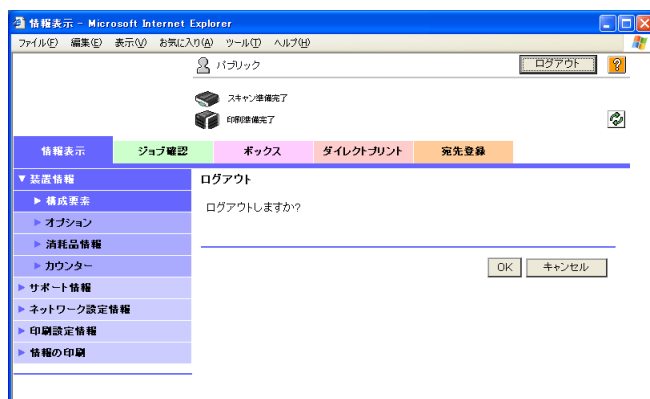 情報表示 - Microsoft Internet Explorer
ファイル(F) 編集(E) 表示(V) お気に入り(A) ツール(T) ヘルプ(H)
パブリック ログアウト ?
スキャン準備完了
印刷準備完了
情報表示 ジョブ確認 ボックス ダイレクトプリント 宛先登録
▼装置情報 ログアウト
▶ 構成要素 ログアウトしますか?
▶ オプション
▶ 消耗品情報
▶ カウンター OK キャンセル
▶ サポート情報
▶ ネットワーク設定情報
▶ 印刷設定情報
▶ 情報の印刷